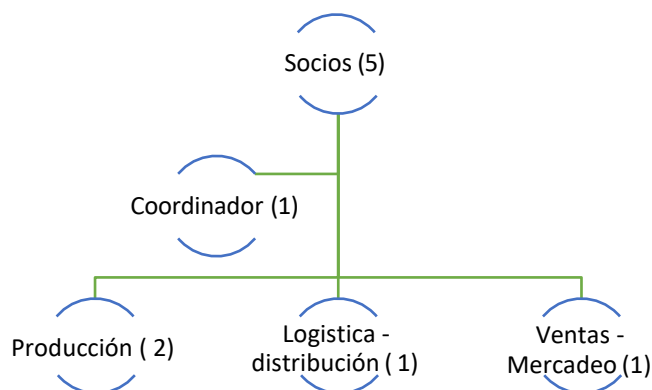 Socios (5)
Coordinador (1)
Producción ( 2)
Logistica -
distribución ( 1)
Ventas -
Mercadeo (1)